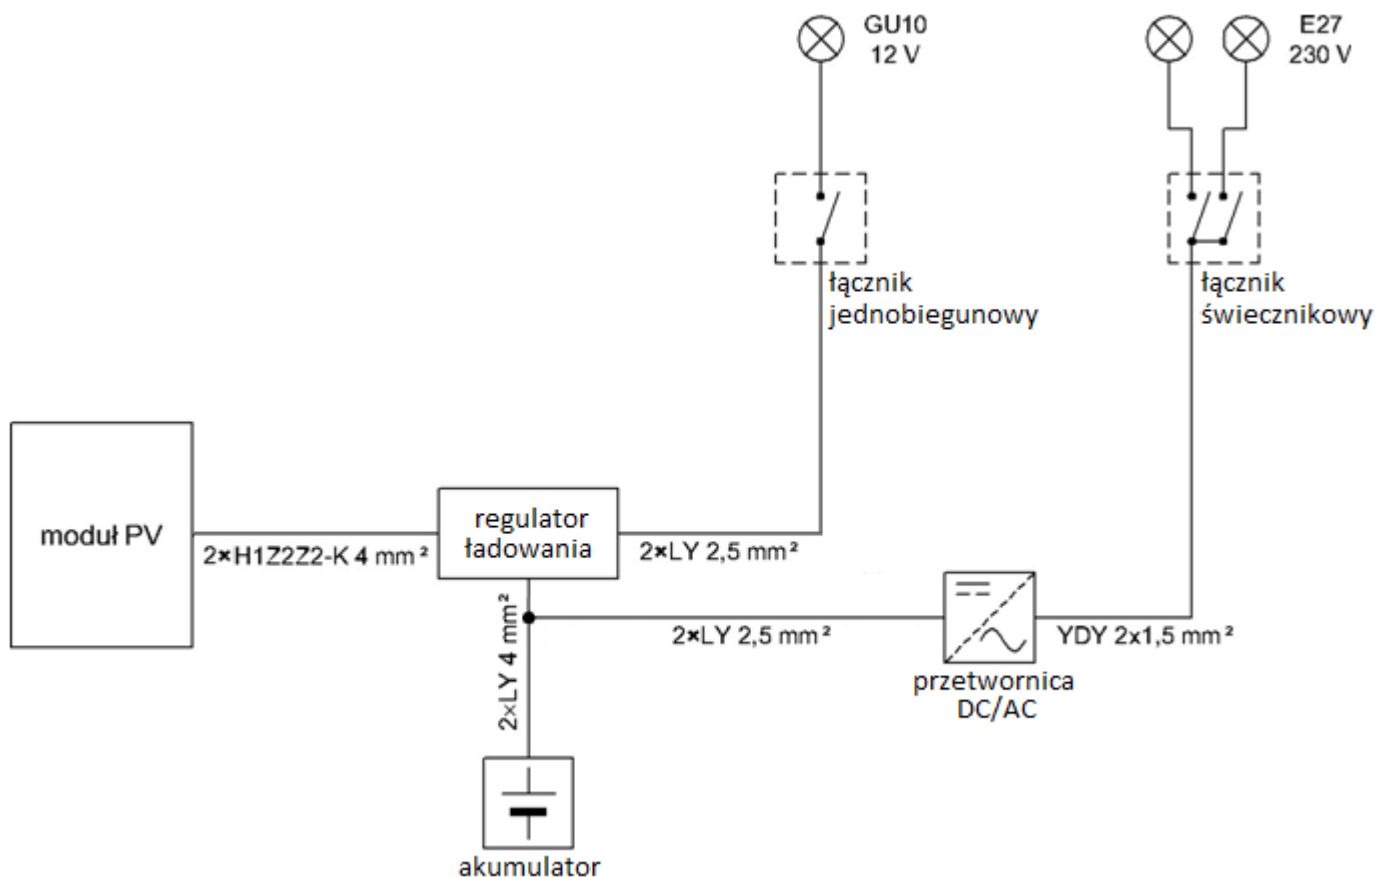 GU10
12 V
E27
230 V
łącznik
jednobiegunowy
łącznik
świecznikowy
moduł PV
2×H1Z2Z2-K 4 mm²
regulator
ładowania
2×LY 2,5 mm²
2×LY 4 mm²
2×LY 2,5 mm²
YDY 2x1,5 mm²
przetwornica
DC/AC
akumulator